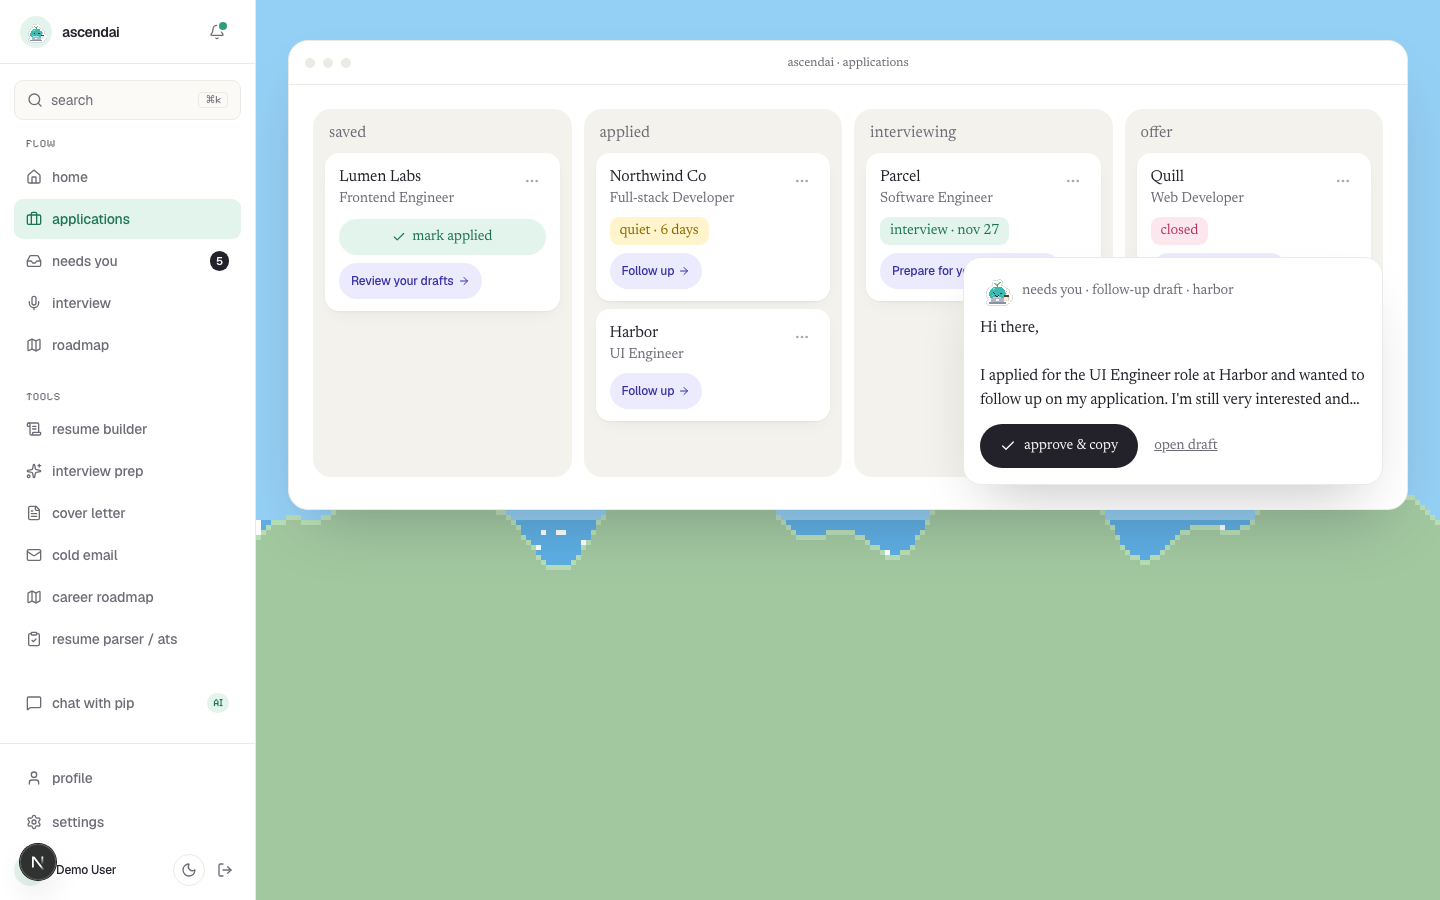 ascendai
search
⌘k
FLOW
home
applications
needs you
5
interview
roadmap
TOOLS
resume builder
interview prep
cover letter
cold email
career roadmap
resume parser / ats
chat with pip
AI
profile
settings
N
Demo User
ascendai · applications
saved
Lumen Labs
Frontend Engineer
mark applied
Review your drafts →
applied
Northwind Co
Full-stack Developer
quiet · 6 days
Follow up →
Harbor
UI Engineer
Follow up →
interviewing
Parcel
Software Engineer
interview · nov 27
Prepare for
offer
Quill
Web Developer
closed
needs you · follow-up draft · harbor
Hi there,
I applied for the UI Engineer role at Harbor and wanted to
follow up on my application. I'm still very interested and...
approve & copy
open draft